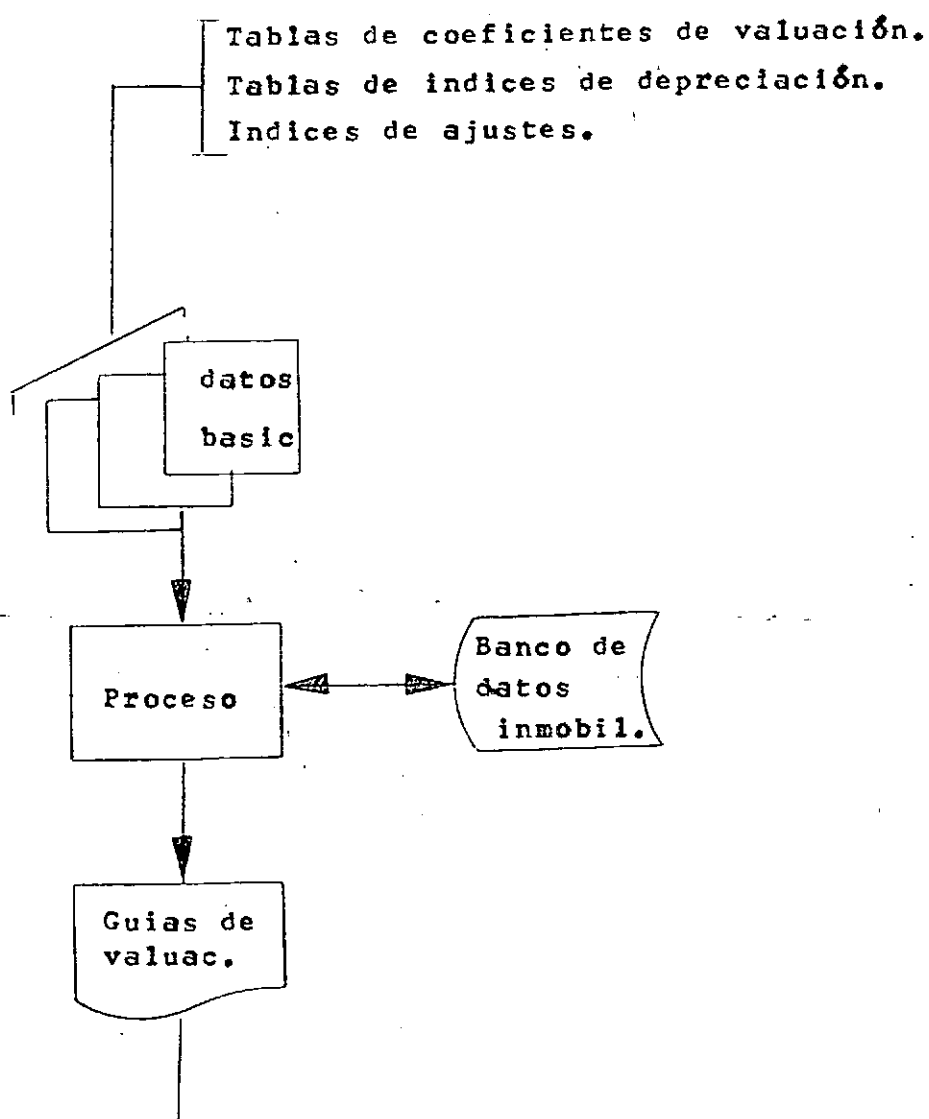 Tablas de coeficientes de valuación.
Tablas de indices de depreciación.
Indices de ajustes.
datos
basic
Proceso
Banco de
datos
inmobil.
Guias de
valuac.